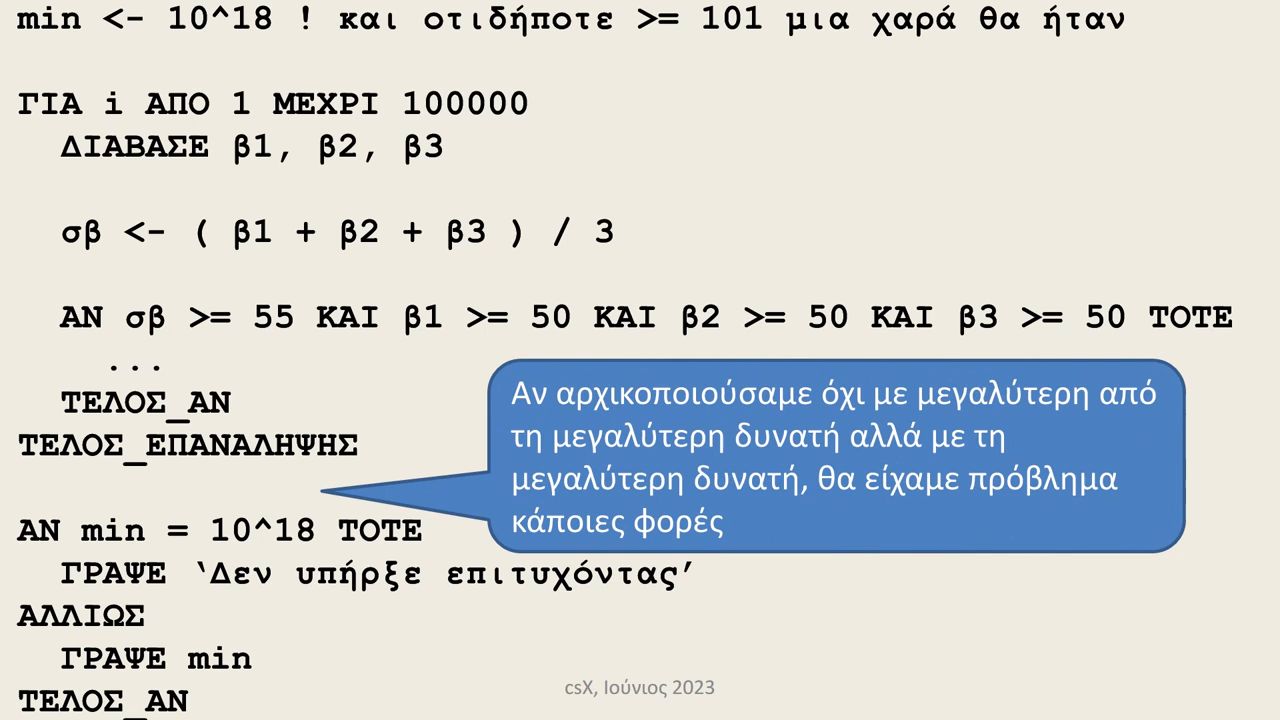 min <- 10^18 ! και οτιδήποτε >= 101 μια χαρά θα ήταν
ΓΙΑ i ΑΠΟ 1 ΜΕΧΡΙ 100000
ΔΙΑΒΑΣΕ β1, β2, β3
σβ <- ( β1 + β2 + β3 ) / 3
ΑΝ σβ >= 55 ΚΑΙ β1 >= 50 ΚΑΙ β2 >= 50 ΚΑΙ β3 >= 50 ΤΟΤΕ
...
ΤΕΛΟΣ_ΑΝ
ΤΕΛΟΣ_ΕΠΑΝΑΛΗΨΗΣ
Αν αρχικοποιούσαμε όχι με μεγαλύτερη από
τη μεγαλύτερη δυνατή αλλά με τη
μεγαλύτερη δυνατή, θα είχαμε πρόβλημα
κάποιες φορές
ΑΝ min = 10^18 ΤΟΤΕ
ΓΡΑΨΕ ‘Δεν υπήρξε επιτυχόντας’
ΑΛΛΙΩΣ
ΓΡΑΨΕ min
ΤΕΛΟΣ_ΑΝ
csX, Ιούνιος 2023